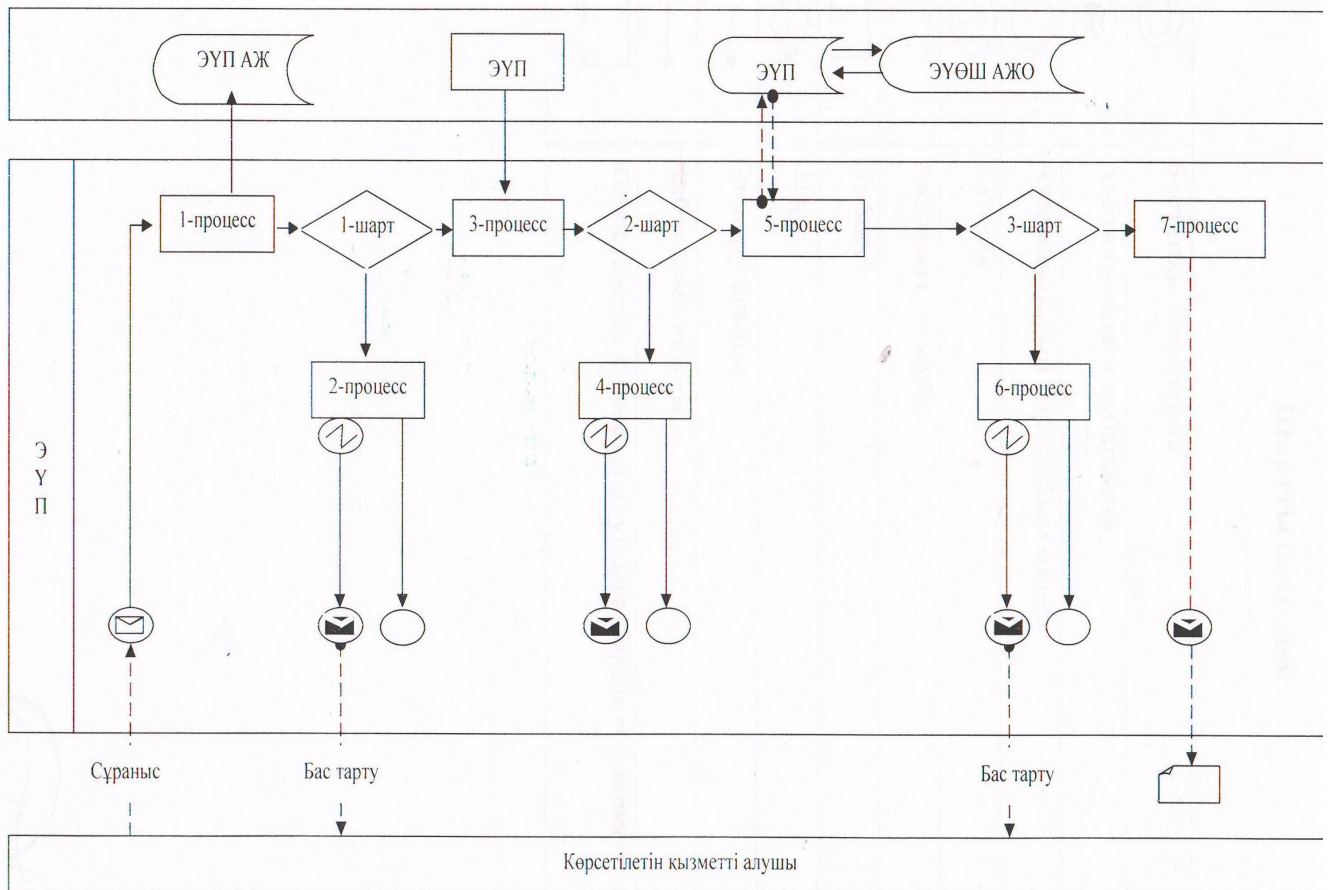 ЭҮП АЖ
ЭҮП
ЭҮП
ЭҮӨШ АЖО
1-процесс
1-шарт
3-процесс
2-шарт
5-процесс
3-шарт
7-процесс
2-процесс
4-процесс
6-процесс
Э
Ү
П
Сұраныс
Бас тарту
Бас тарту
Көрсетілетін қызметті алушы